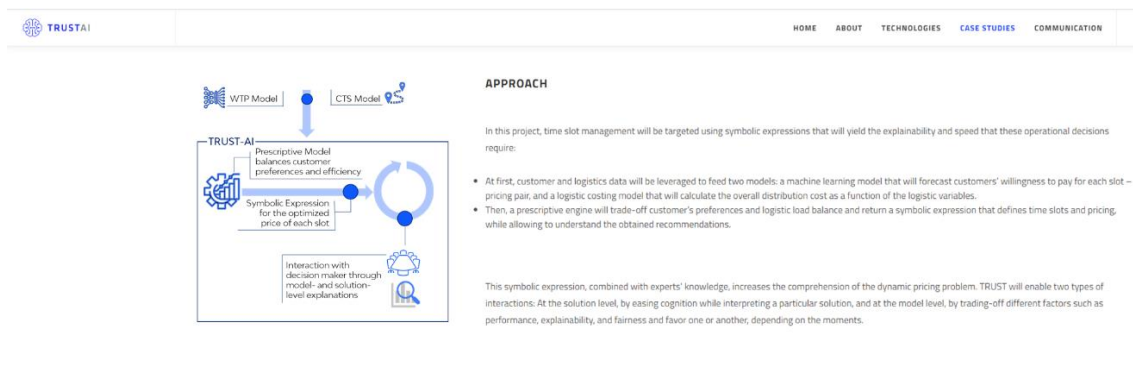 TRUSTAI
HOME ABOUT TECHNOLOGIES CASE STUDIES COMMUNICATION
WTP Model
CTS Model
TRUST-AI
Prescriptive Model
balances customer
preferences and efficiency
Symbolic Expression
for the optimized
price of each slot
Interaction with
decision maker through
model- and solution-
level explanations
APPROACH
In this project, time slot management will be targeted using symbolic expressions that will yield the explainability and speed that these operational decisions
require:
• At first, customer and logistics data will be leveraged to feed two models: a machine learning model that will forecast customers' willingness to pay for each slot –
pricing pair, and a logistic costing model that will calculate the overall distribution cost as a function of the logistic variables.
• Then, a prescriptive engine will trade-off customer's preferences and logistic load balance and return a symbolic expression that defines time slots and pricing,
while allowing to understand the obtained recommendations.
This symbolic expression, combined with experts' knowledge, increases the comprehension of the dynamic pricing problem. TRUST will enable two types of
interactions: At the solution level, by easing cognition while interpreting a particular solution, and at the model level, by trading-off different factors such as
performance, explainability, and fairness and favor one or another, depending on the moments.